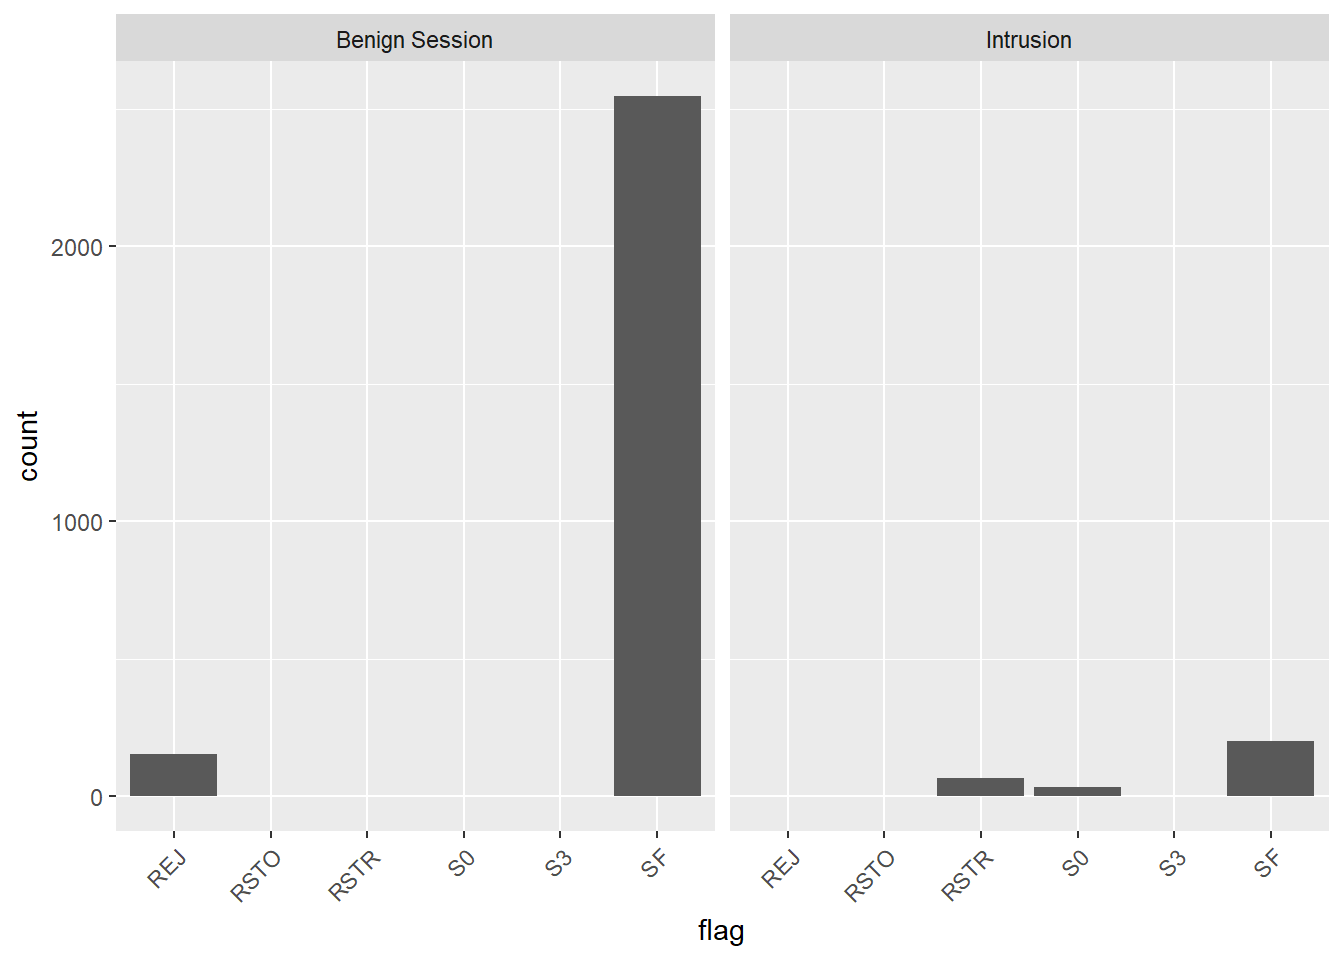 Benign Session
Intrusion
count
2000
1000
0
REJ
RSTO
RSTR
S0
S3
SF
REJ
RSTO
RSTR
S0
S3
SF
flag